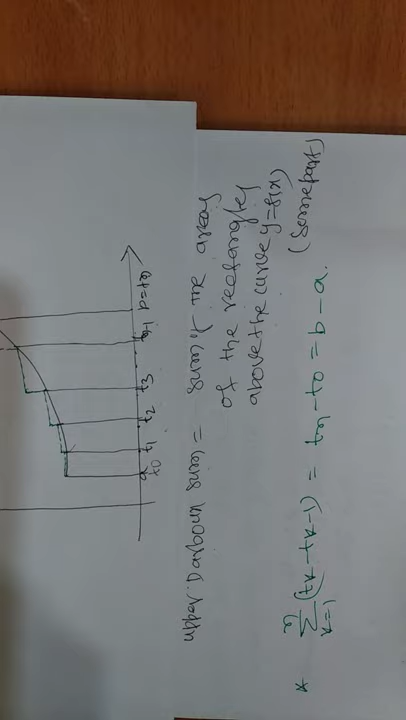 a t0 t1 t2 t3 b=tn
upper Darboux sum = sum of the areas
of the rectangles
above the curve y=f(x)
(some part)
* n∑k=1 (tk - tk-1) = tn - t0 = b - a.